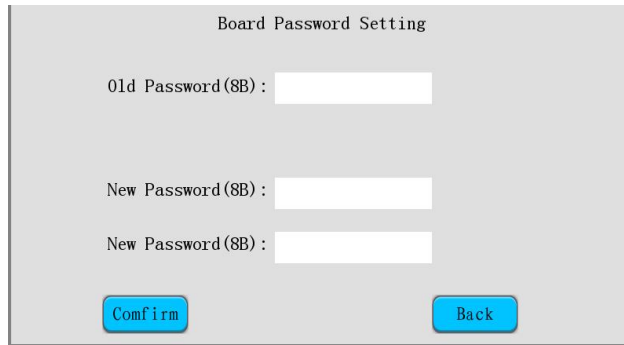 Board Password Setting
Old Password(8B):
New Password(8B):
New Password(8B):
Comfirm Back